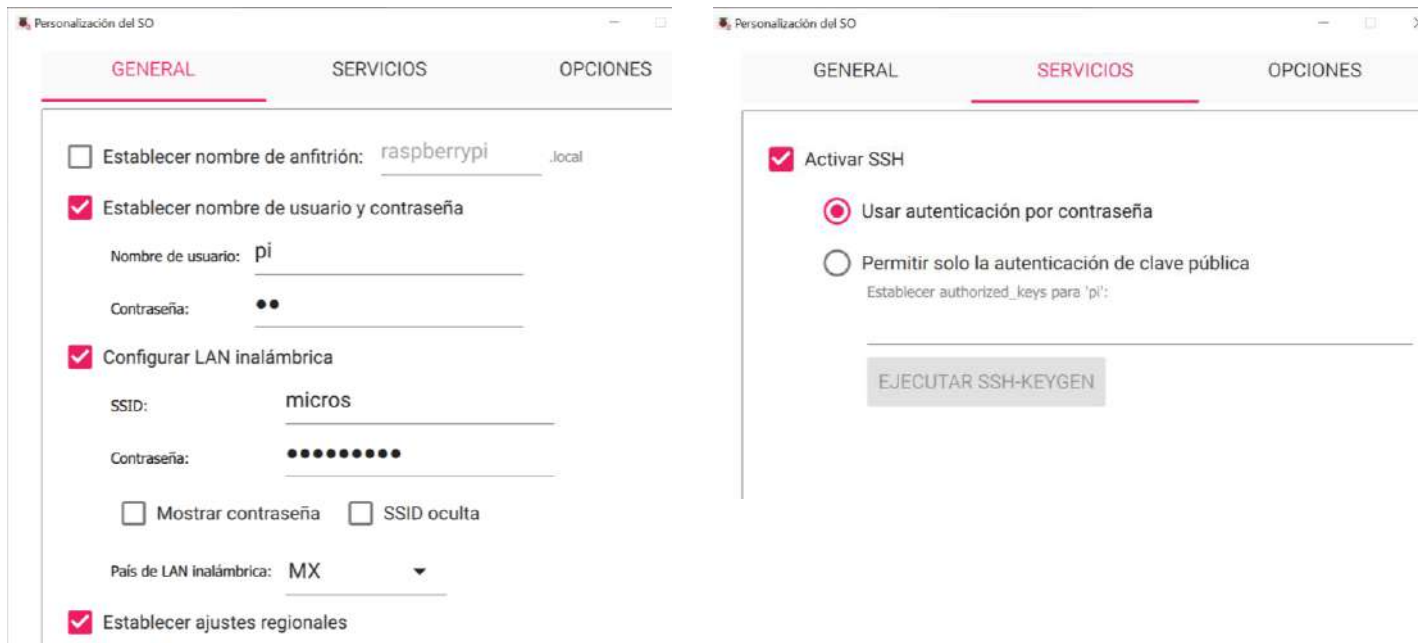 Personalización del SO
GENERAL SERVICIOS OPCIONES
Establecer nombre de anfitrión: raspberrypi .local
Establecer nombre de usuario y contraseña
Nombre de usuario: pi
Contraseña: ●●
Configurar LAN inalámbrica
SSID: micros
Contraseña: ●●●●●●●●●
Mostrar contraseña SSID oculta
País de LAN inalámbrica: MX
Establecer ajustes regionales
Personalización del SO
GENERAL SERVICIOS OPCIONES
Activar SSH
Usar autenticación por contraseña
Permitir solo la autenticación de clave pública
Establecer authorized_keys para 'pi':
EJECUTAR SSH-KEYGEN